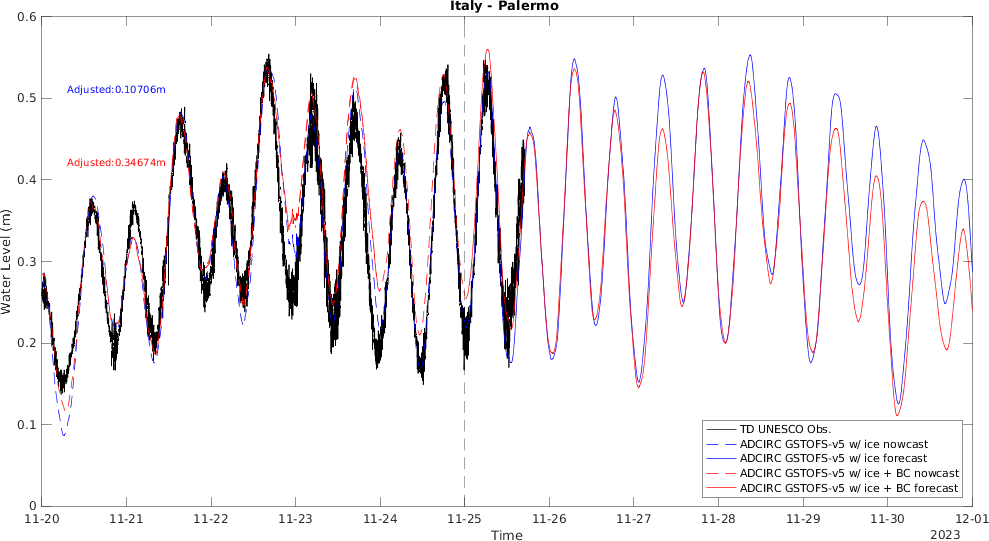 Italy - Palermo
0.6
0.5
0.4
0.3
0.2
0.1
0
Water Level (m)
Adjusted:0.10706m
Adjusted:0.34674m
TD UNESCO Obs.
ADCIRC GSTOFS-v5 w/ ice nowcast
ADCIRC GSTOFS-v5 w/ ice forecast
ADCIRC GSTOFS-v5 w/ ice + BC nowcast
ADCIRC GSTOFS-v5 w/ ice + BC forecast
11-20 11-21 11-22 11-23 11-24 11-25 11-26 11-27 11-28 11-29 11-30 12-01
Time
2023